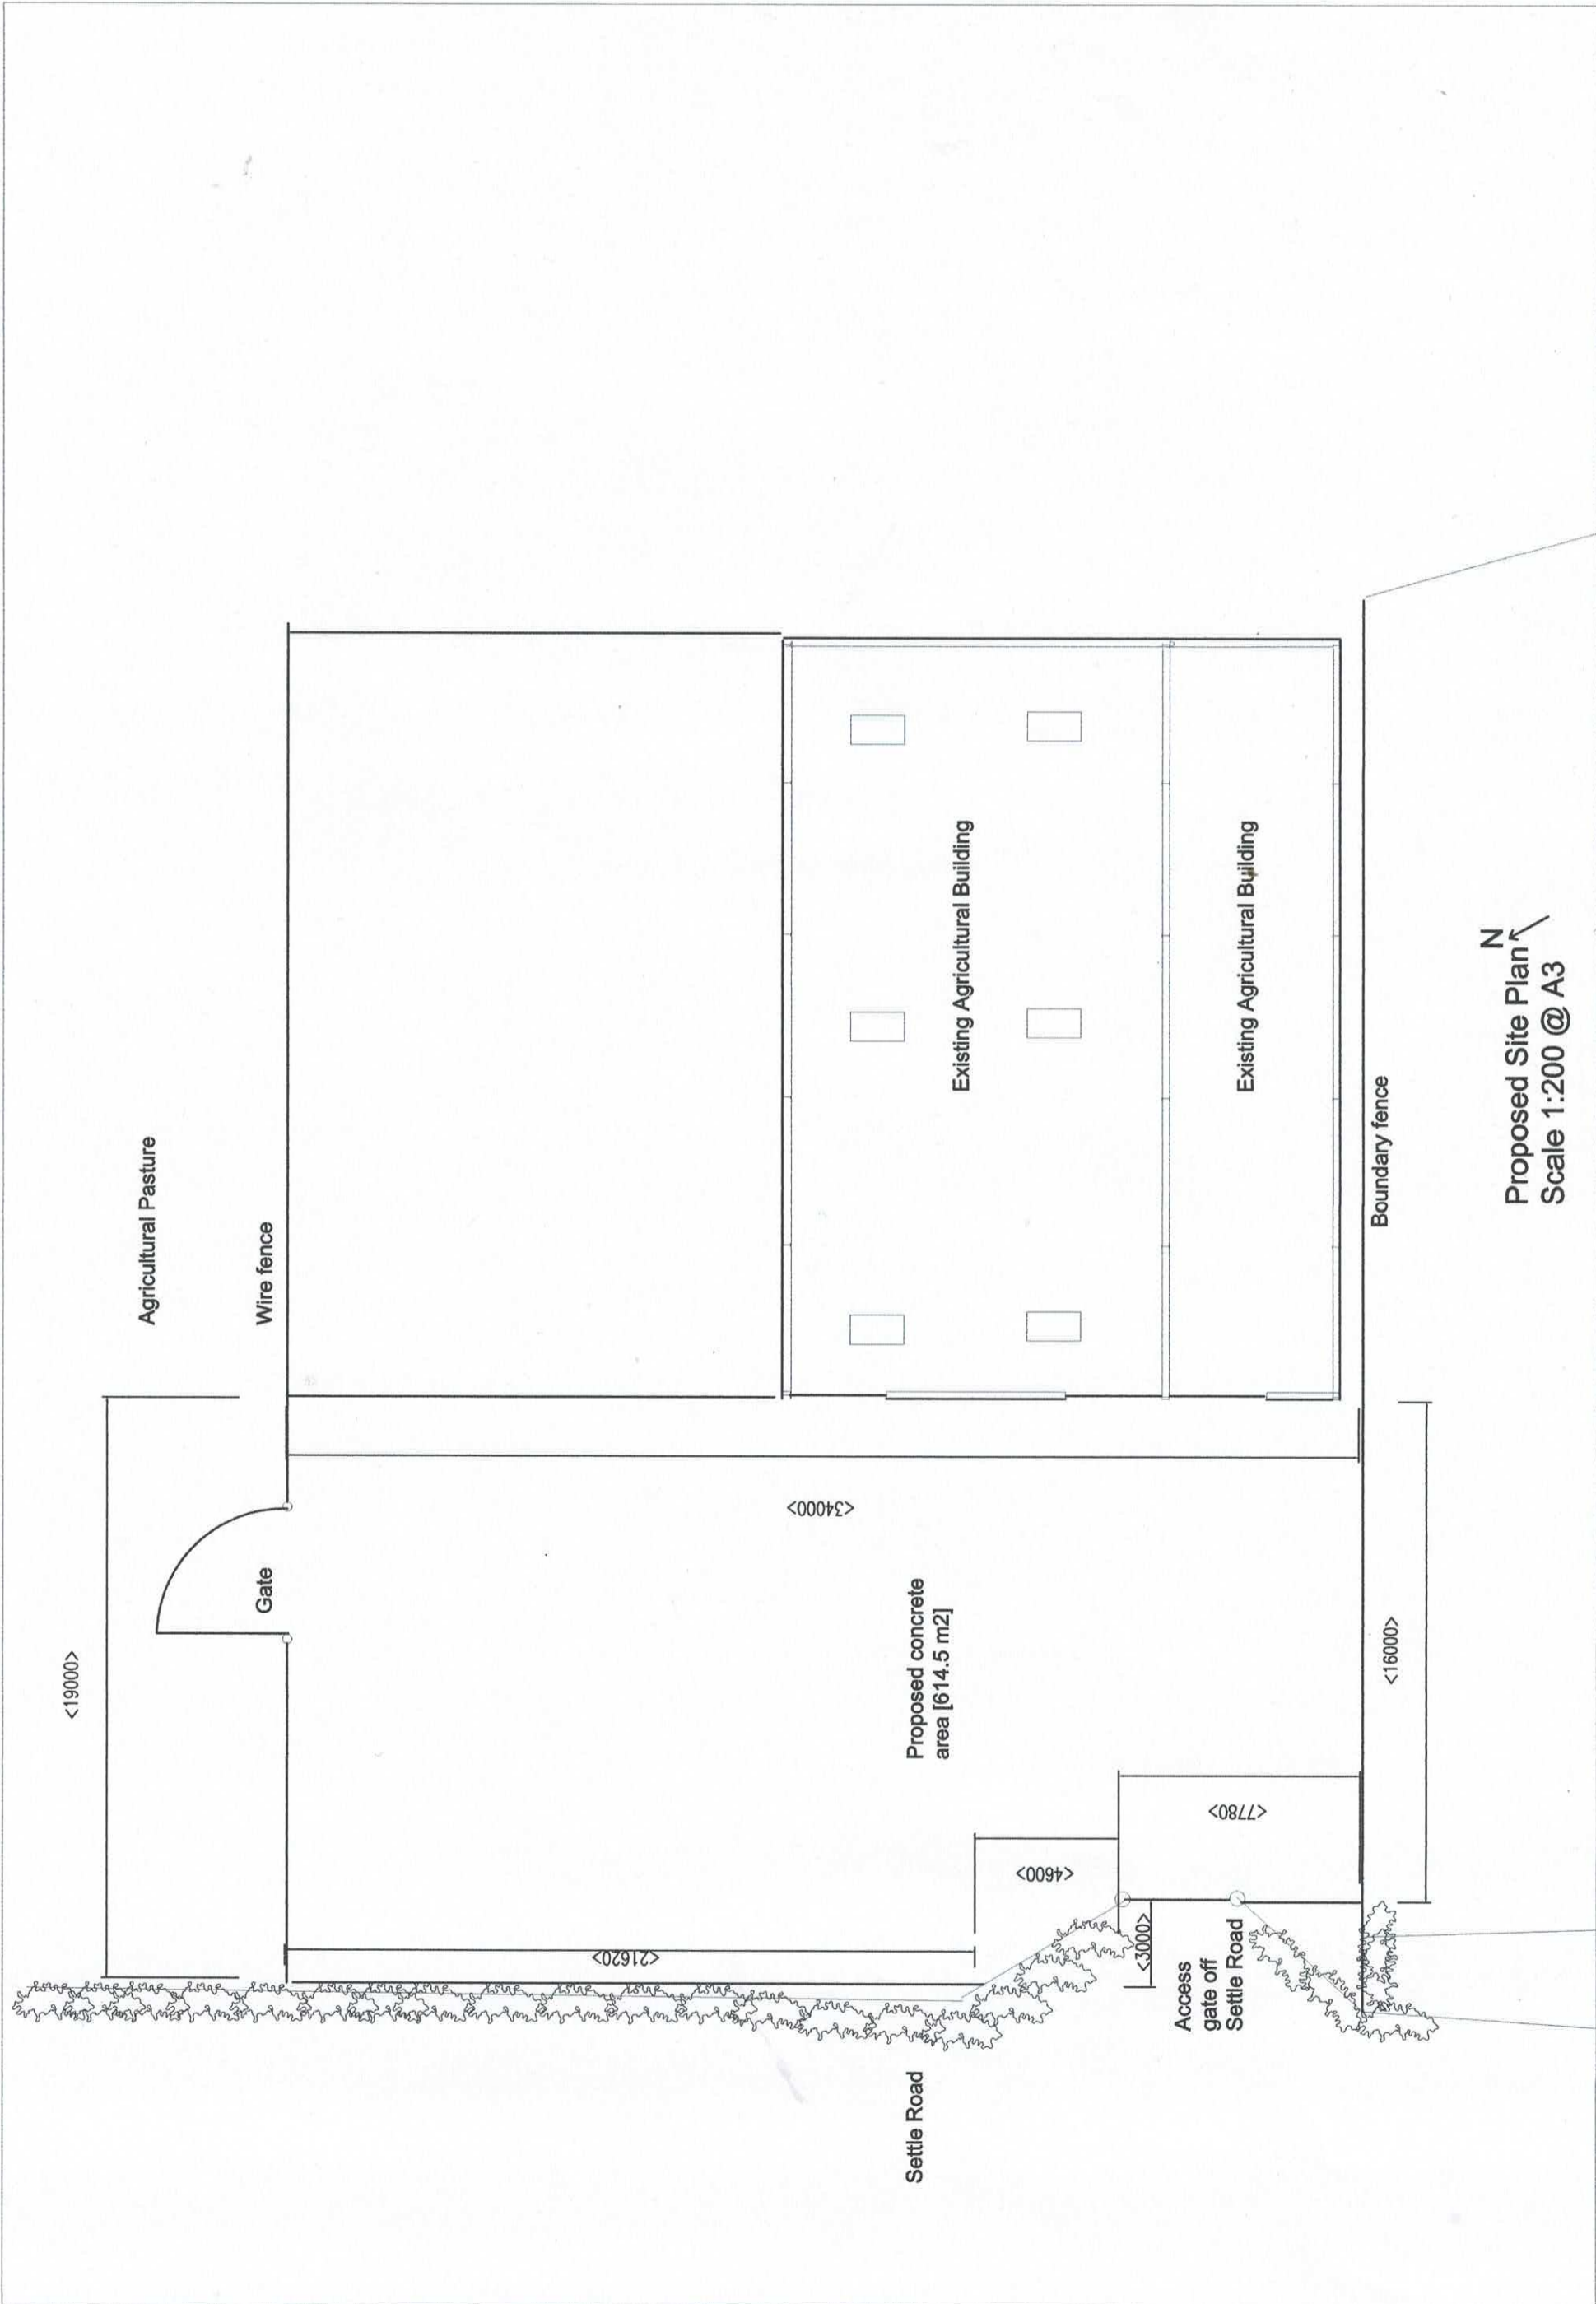 <19000>
Agricultural Pasture
Wire fence
Gate
<34000>
Existing Agricultural Building
Existing Agricultural Building
Proposed concrete
area [614.5 m2]
<21620>
<4600>
<7780>
<3000>
Access
gate off
Settle Road
Settle Road
Boundary fence
<16000>
N
Proposed Site Plan
Scale 1:200 @ A3